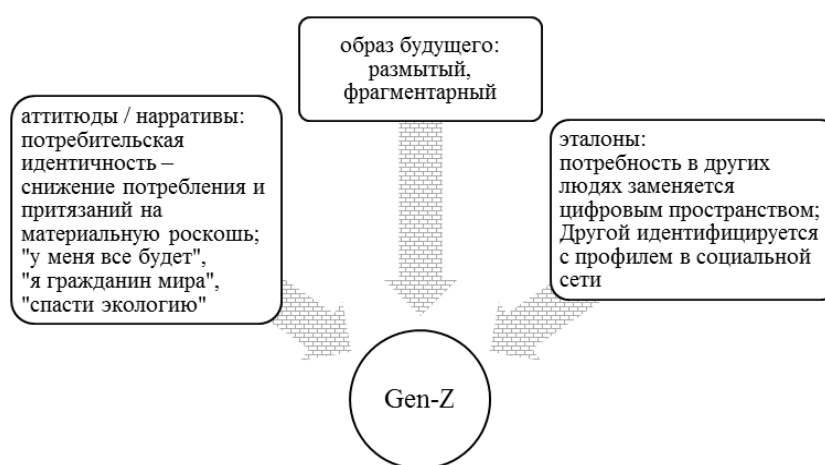 образ будущего:
размытый,
фрагментарный
аттитюды / нарративы:
потребительская
идентичность –
снижение потребления и
притязаний на
материальную роскошь;
"у меня все будет",
"я гражданин мира",
"спасти экологию"
эталоны:
потребность в других
людях заменяется
цифровым пространством;
Другой идентифицируется
с профилем в социальной
сети
Gen-Z